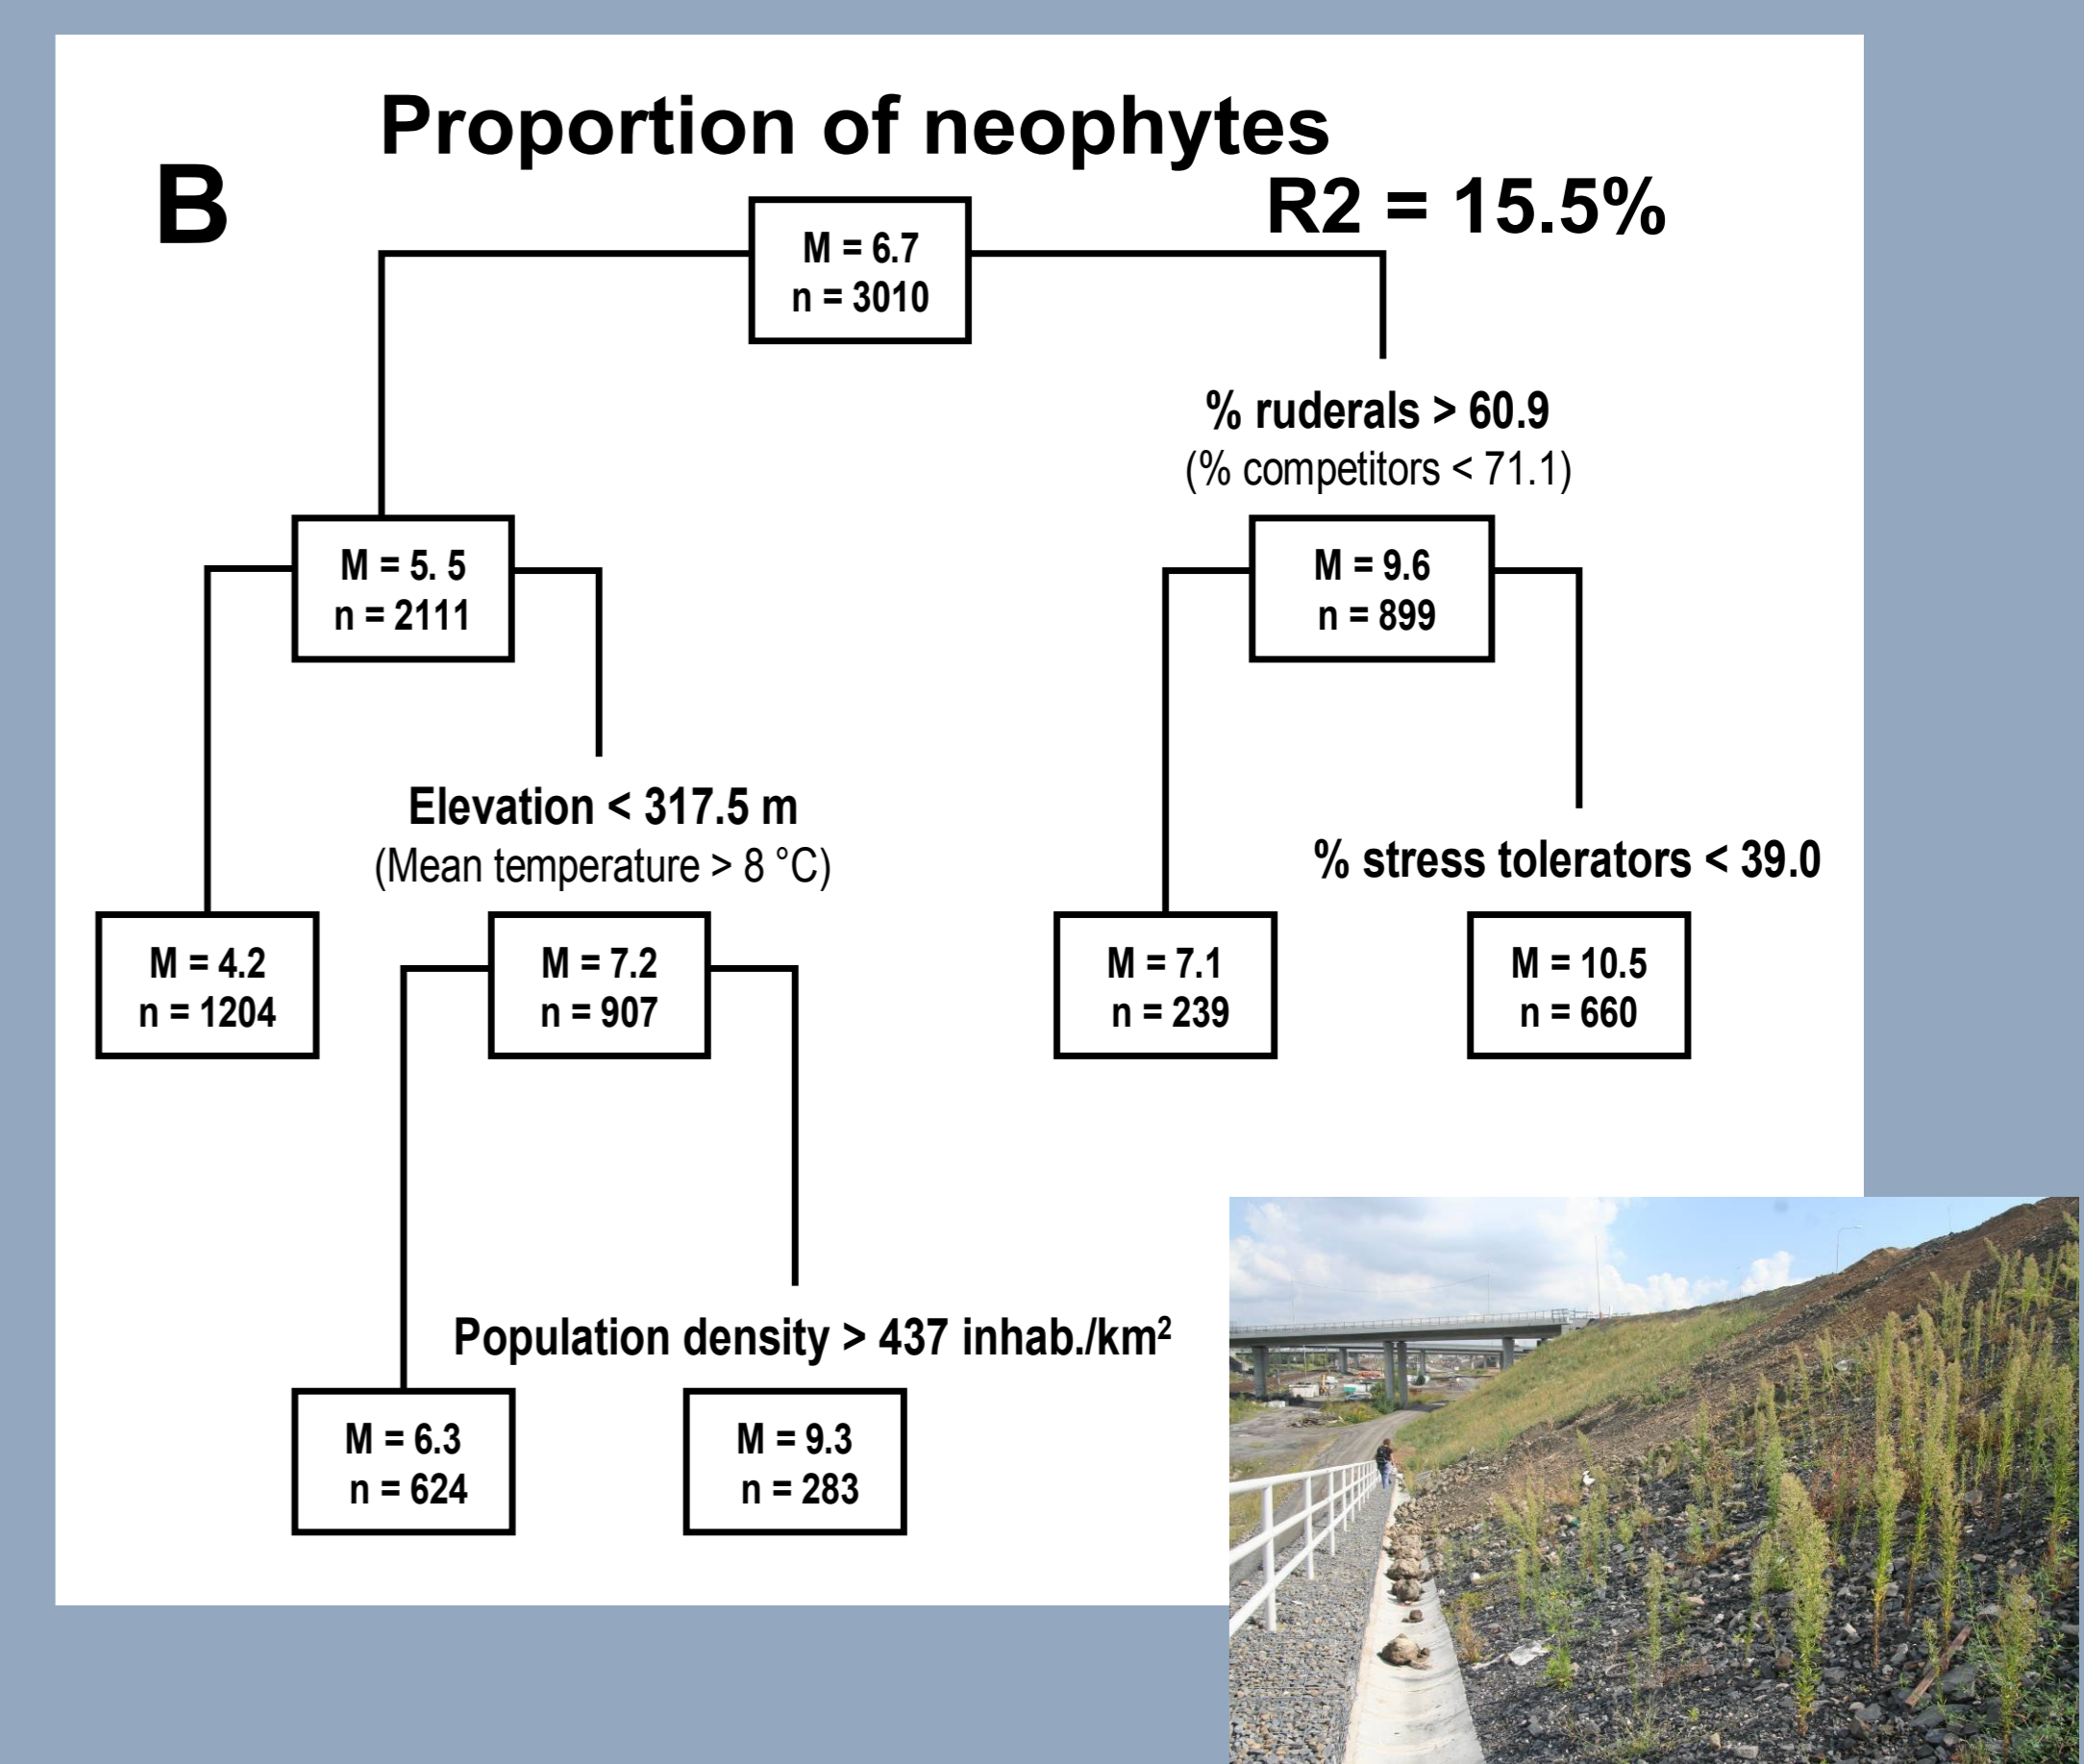 Proportion of neophytes
B
R2 = 15.5%
M = 6.7
n = 3010
% ruderals > 60.9
(% competitors < 71.1)
M = 5. 5
n = 2111
M = 9.6
n = 899
Elevation < 317.5 m
(Mean temperature > 8 °C)
% stress tolerators < 39.0
M = 4.2
n = 1204
M = 7.2
n = 907
M = 7.1
n = 239
M = 10.5
n = 660
Population density > 437 inhab./km²
M = 6.3
n = 624
M = 9.3
n = 283